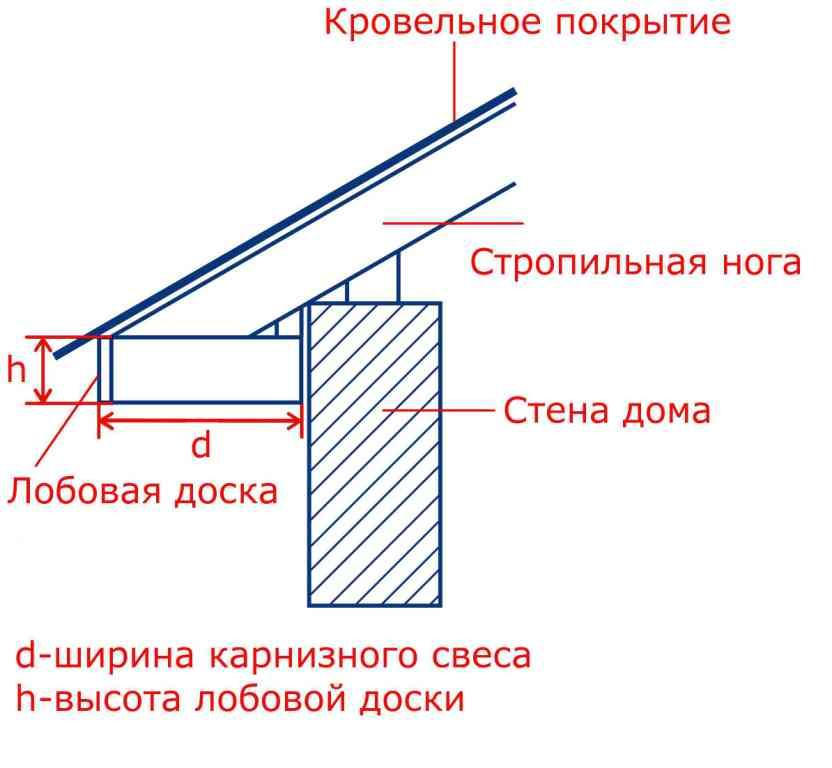 Кровельное покрытие
Стропильная нога
h
Стена дома
d
Лобовая доска
d-ширина карнизного свеса
h-высота лобовой доски